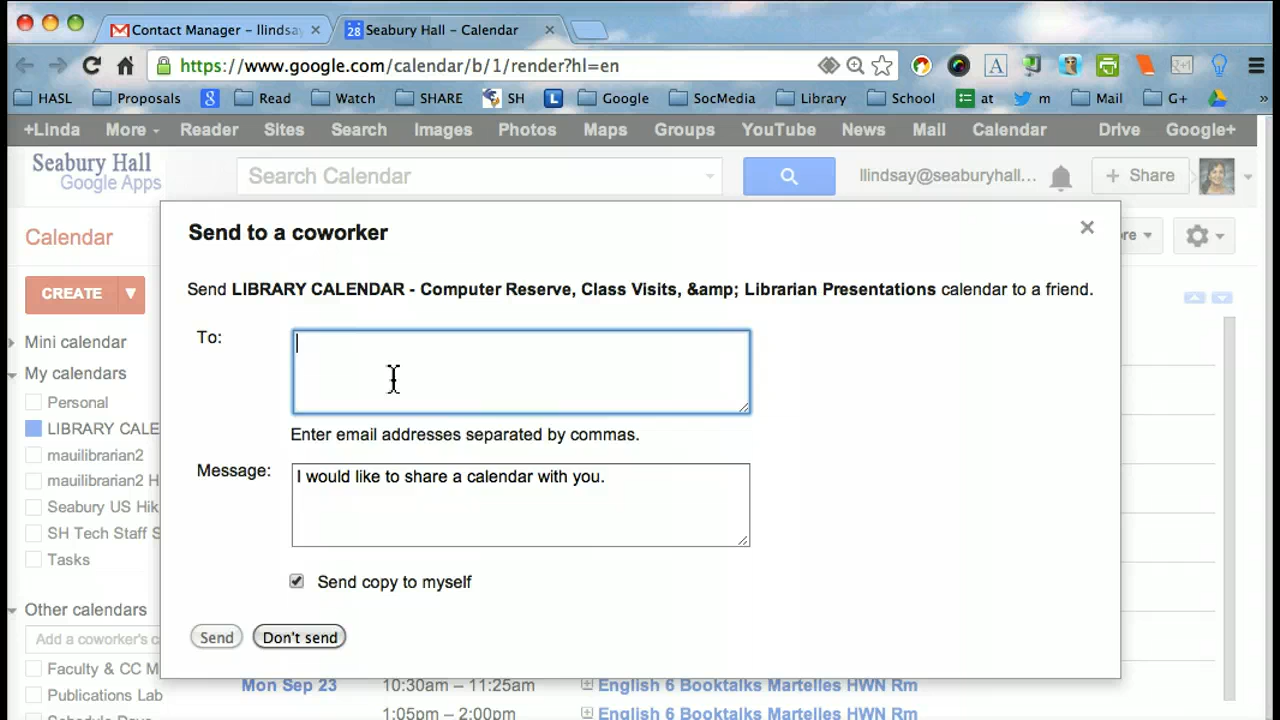 Contact Manager – llindsay
28 Seabury Hall – Calendar
https://www.google.com/calendar/b/1/render?hl=en
HASL Proposals Read Watch SHARE SH L Google SocMedia Library School at m Mail G+ »
+Linda More Reader Sites Search Images Photos Maps Groups YouTube News Mail Calendar Drive Google+
Seabury Hall
Google Apps
Search Calendar
llindsay@seaburyhall... + Share
Calendar
re
Send to a coworker
CREATE
Send LIBRARY CALENDAR - Computer Reserve, Class Visits, &amp; Librarian Presentations calendar to a friend.
To:
Mini calendar
My calendars
Personal
LIBRARY CALE
mauilibrarian2
mauilibrarian2 H
Seabury US Hik
SH Tech Staff S
Tasks
Enter email addresses separated by commas.
Message:
I would like to share a calendar with you.
Send copy to myself
Send
Don't send
Other calendars
Add a coworker's c
Faculty & CC M
Publications Lab
Mon Sep 23 10:30am – 11:25am English 6 Booktalks Martelles HWN Rm
1:05pm – 2:00pm English 6 Booktalks Martelles HWN Rm